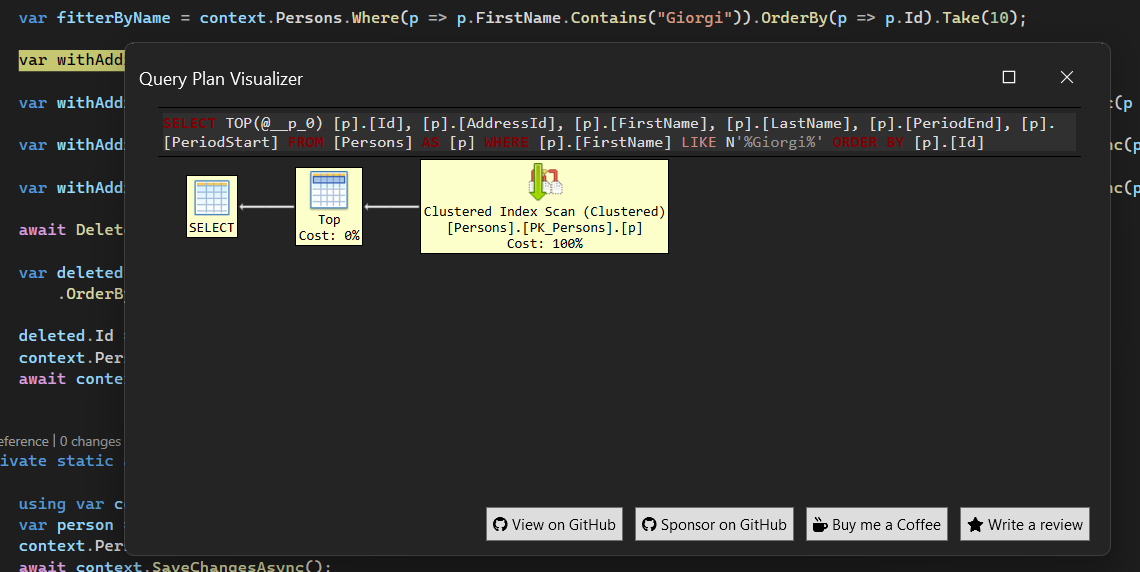 var fitterByName = context.Persons.Where(p => p.FirstName.Contains("Giorgi")).OrderBy(p => p.Id).Take(10);
var withAdd
Query Plan Visualizer
var withAdd
t(p
SELECT TOP(@__p_0) [p].[Id], [p].[AddressId], [p].[FirstName], [p].[LastName], [p].[PeriodEnd], [p].
[PeriodStart] FROM [Persons] AS [p] WHERE [p].[FirstName] LIKE N'%Giorgi%' ORDER BY [p].[Id]
var withAdd
nc(p
var withAdd
nc(p
SELECT
Top
Cost: 0%
Clustered Index Scan (Clustered)
[Persons].[PK_Persons].[p]
Cost: 100%
await Delet
var deleted
.OrderB
deleted.Id =
context.Per
await conte
eference | 0 changes
ivate static
using var c
var person =
context.Per
await context.SaveChangesAsync();
View on GitHub
Sponsor on GitHub
Buy me a Coffee
Write a review